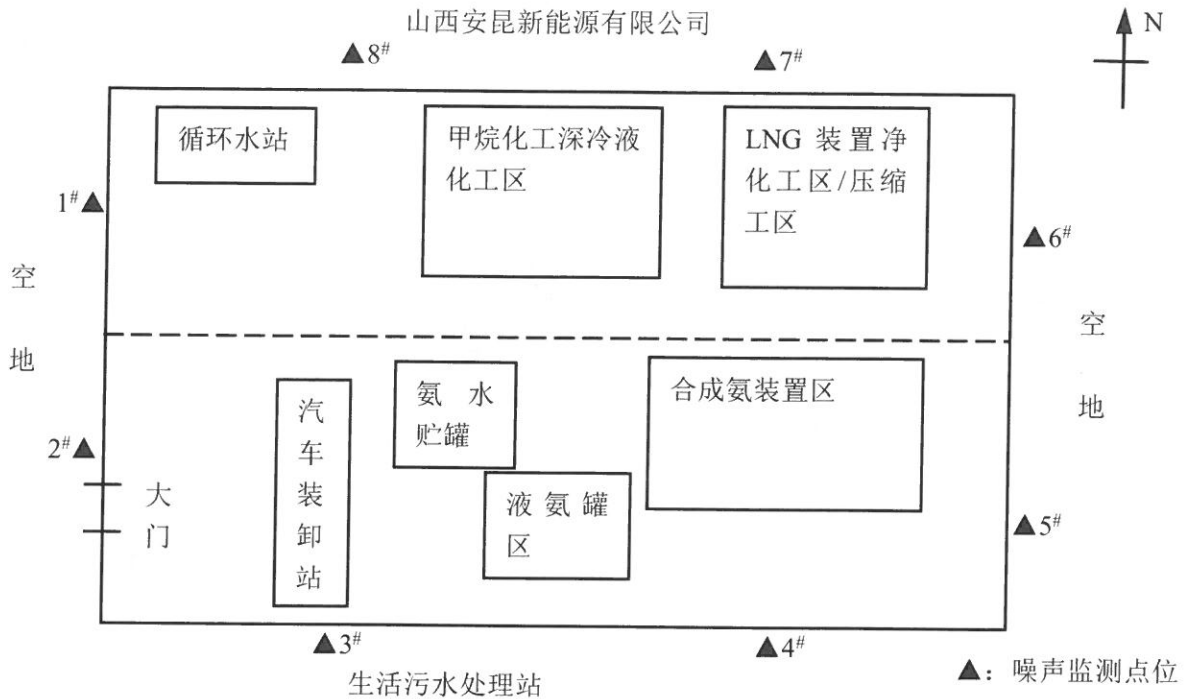 山西安昆新能源有限公司
N
▲8#
▲7#
循环水站
甲烷化工深冷液
化工区
LNG 装置净
化工区/压缩
工区
1#▲
▲6#
空
地
空
地
氨水
贮罐
合成氨装置区
汽
车
装
卸
站
2#▲
大
门
液氨罐
区
▲5#
▲3#
▲4#
生活污水处理站
▲：噪声监测点位